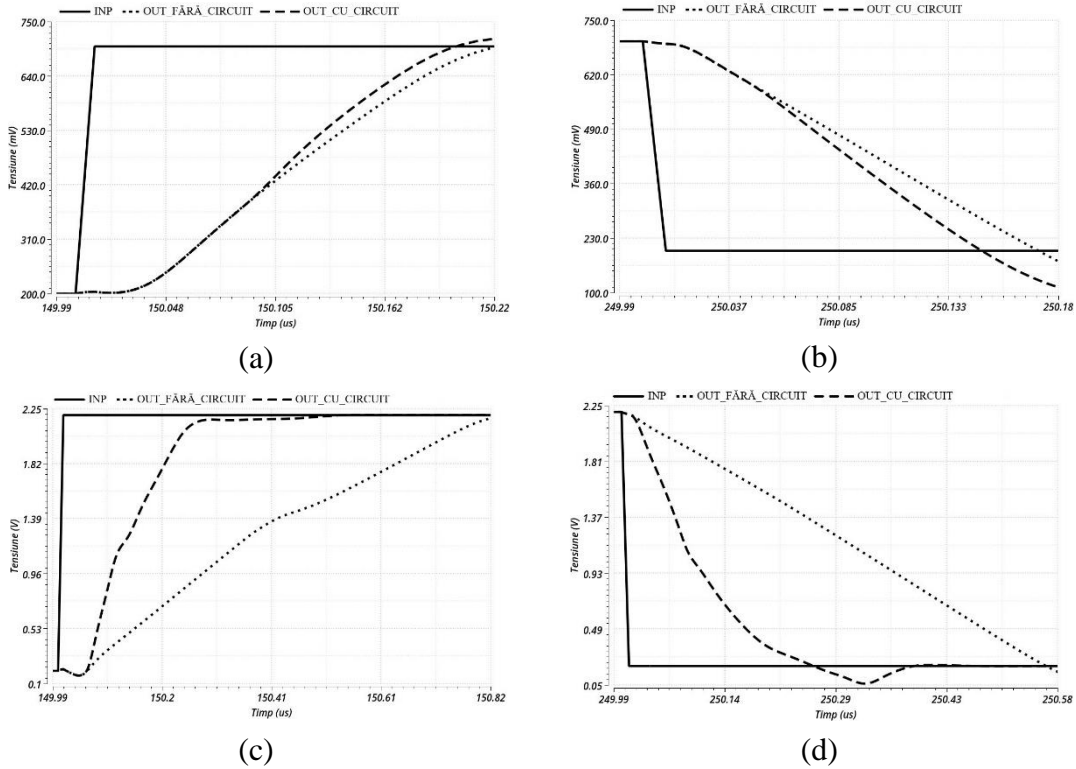 INP OUT_FĂRĂ_CIRCUIT OUT_CU_CIRCUIT
750.0
640.0
530.0
420.0
310.0
200.0
Tensiune (mV)
149.99 150.048 150.105 150.162 150.22
Timp (us)
(a)
INP OUT_FĂRĂ_CIRCUIT OUT_CU_CIRCUIT
750.0
620.0
490.0
360.0
230.0
100.0
Tensiune (mV)
249.99 250.037 250.085 250.133 250.18
Timp (us)
(b)
INP OUT_FĂRĂ_CIRCUIT OUT_CU_CIRCUIT
2.25
1.82
1.39
0.96
0.53
0.1
Tensiune (V)
149.99 150.2 150.41 150.61 150.82
Timp (us)
(c)
INP OUT_FĂRĂ_CIRCUIT OUT_CU_CIRCUIT
2.25
1.81
1.37
0.93
0.49
0.05
Tensiune (V)
249.99 250.14 250.29 250.43 250.58
Timp (us)
(d)